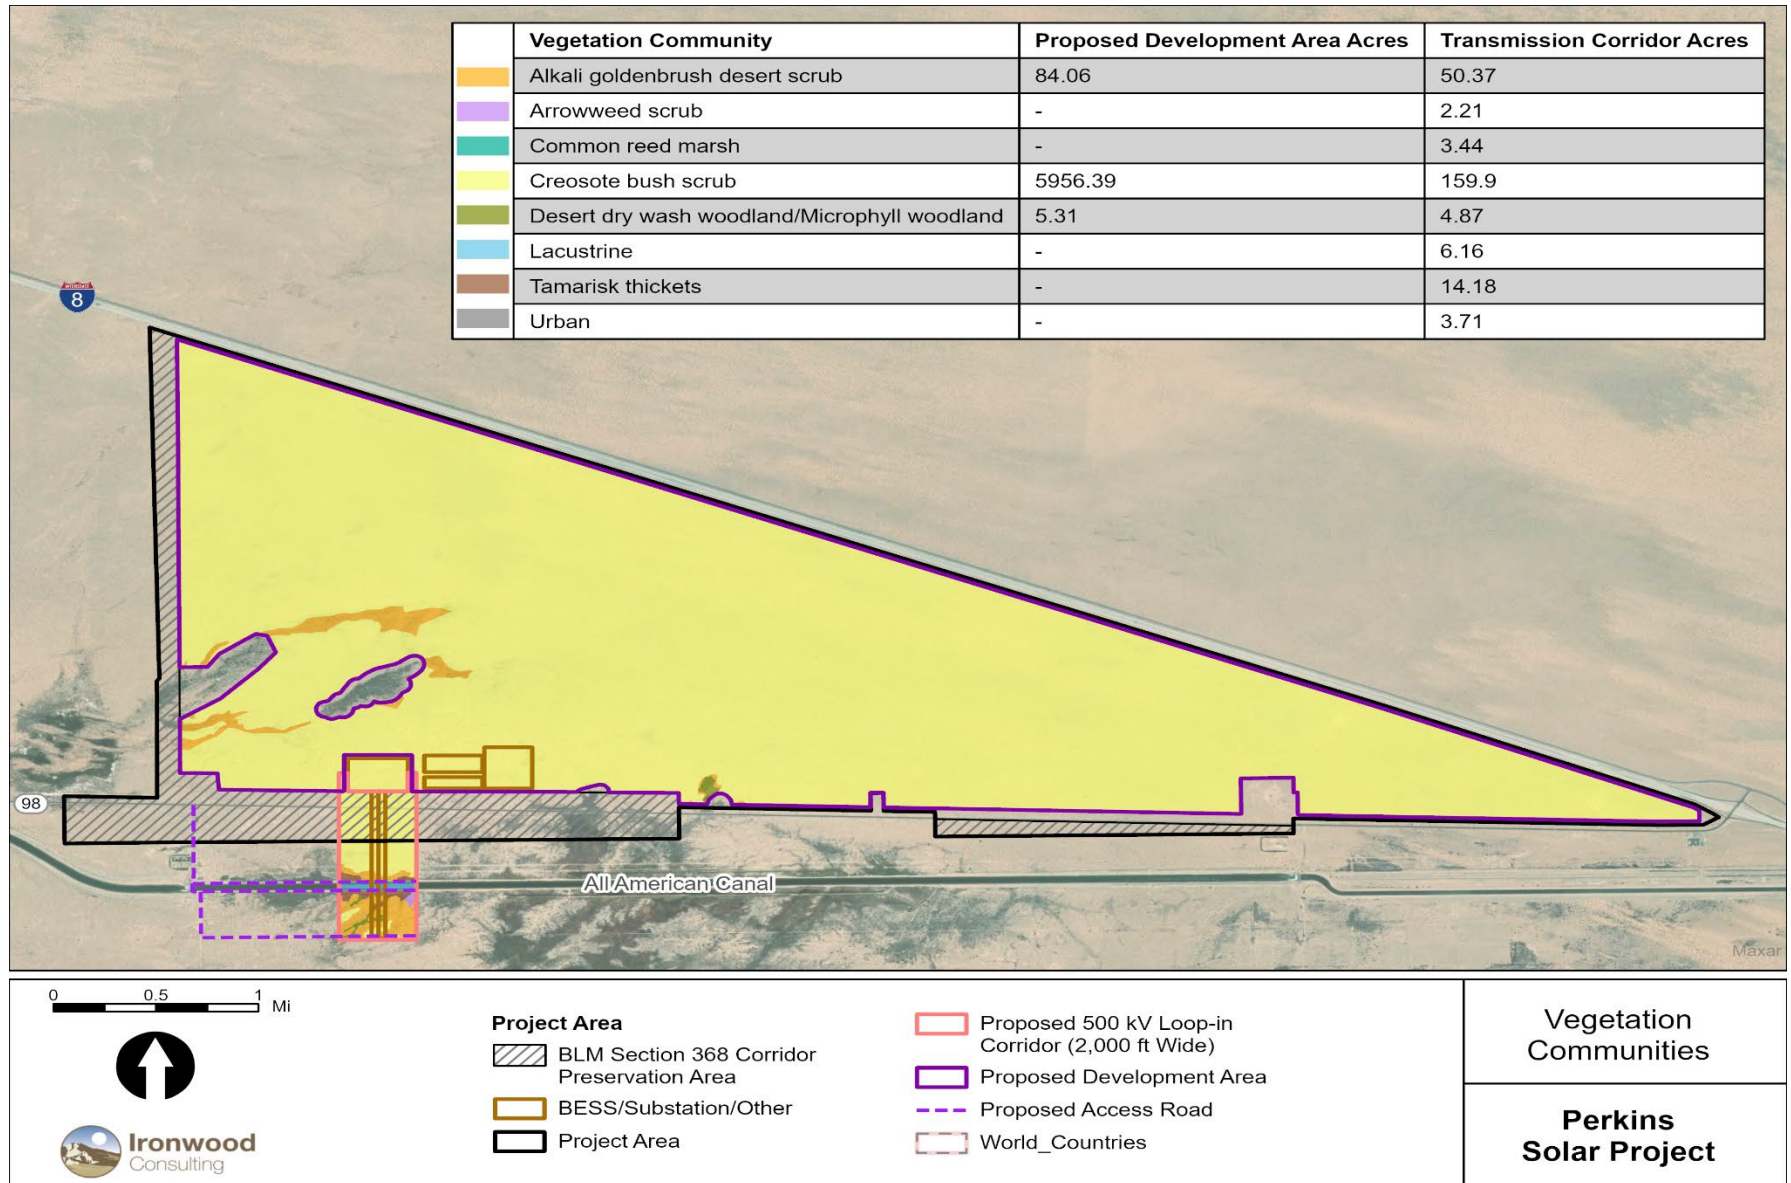 Vegetation Community Proposed Development Area Acres Transmission Corridor Acres
Alkali goldenbrush desert scrub 84.06 50.37
Arrowweed scrub - 2.21
Common reed marsh - 3.44
Creosote bush scrub 5956.39 159.9
Desert dry wash woodland/Microphyll woodland 5.31 4.87
Lacustrine - 6.16
Tamarisk thickets - 14.18
Urban - 3.71
INTERSTATE
8
98
All American Canal
Maxar
0 0.5 1
Mi
Ironwood
Consulting
Project Area
BLM Section 368 Corridor
Preservation Area
BESS/Substation/Other
Project Area
Proposed 500 kV Loop-in
Corridor (2,000 ft Wide)
Proposed Development Area
Proposed Access Road
World_Countries
Vegetation
Communities
Perkins
Solar Project